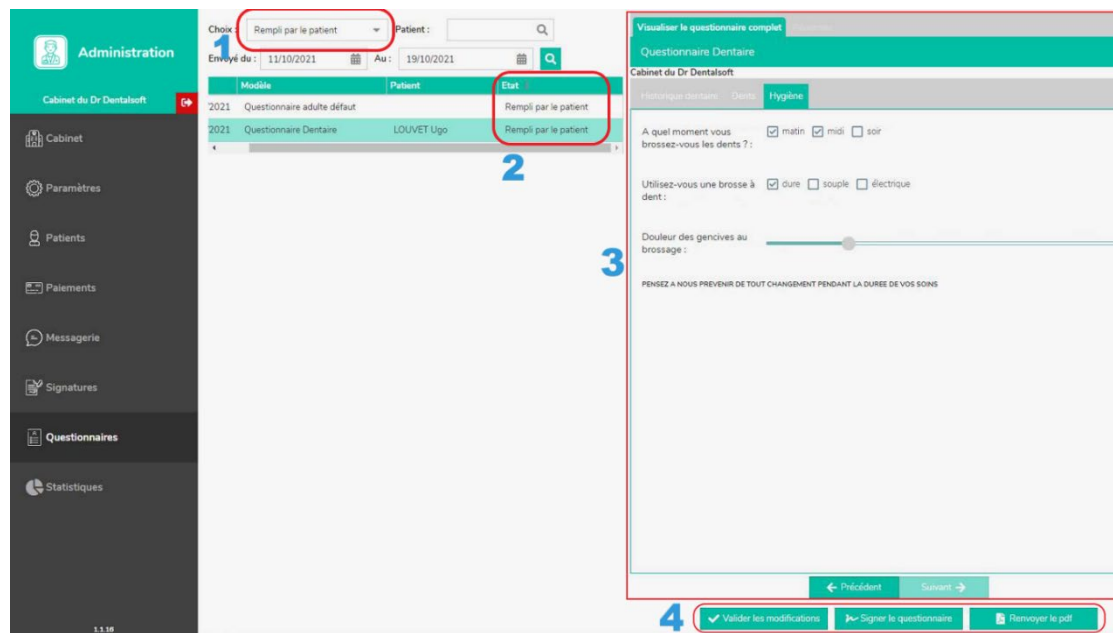 Administration
Cabinet du Dr Dentalsoft
Cabinet
Paramètres
Patients
Paiements
Messagerie
Signatures
Questionnaires
Statistiques
1.1.16
Choix : Rempli par le patient Patient :
1
Envoyé du : 11/10/2021 Au : 19/10/2021
Modèle Patient Etat
2021 Questionnaire adulte défaut Rempli par le patient
2021 Questionnaire Dentaire LOUVET Ugo Rempli par le patient
2
3
Visualiser le questionnaire complet
Questionnaire Dentaire
Cabinet du Dr Dentalsoft
Historique dentaire Dents Hygiène
A quel moment vous matin midi soir
brossez-vous les dents ? :
Utilisez-vous une brosse à dure souple électrique
dent :
Douleur des gencives au
brossage :
PENSEZ A NOUS PREVENIR DE TOUT CHANGEMENT PENDANT LA DUREE DE VOS SOINS
Précédent Suivant
4
Valider les modifications Signer le questionnaire Renvoyer le pdf